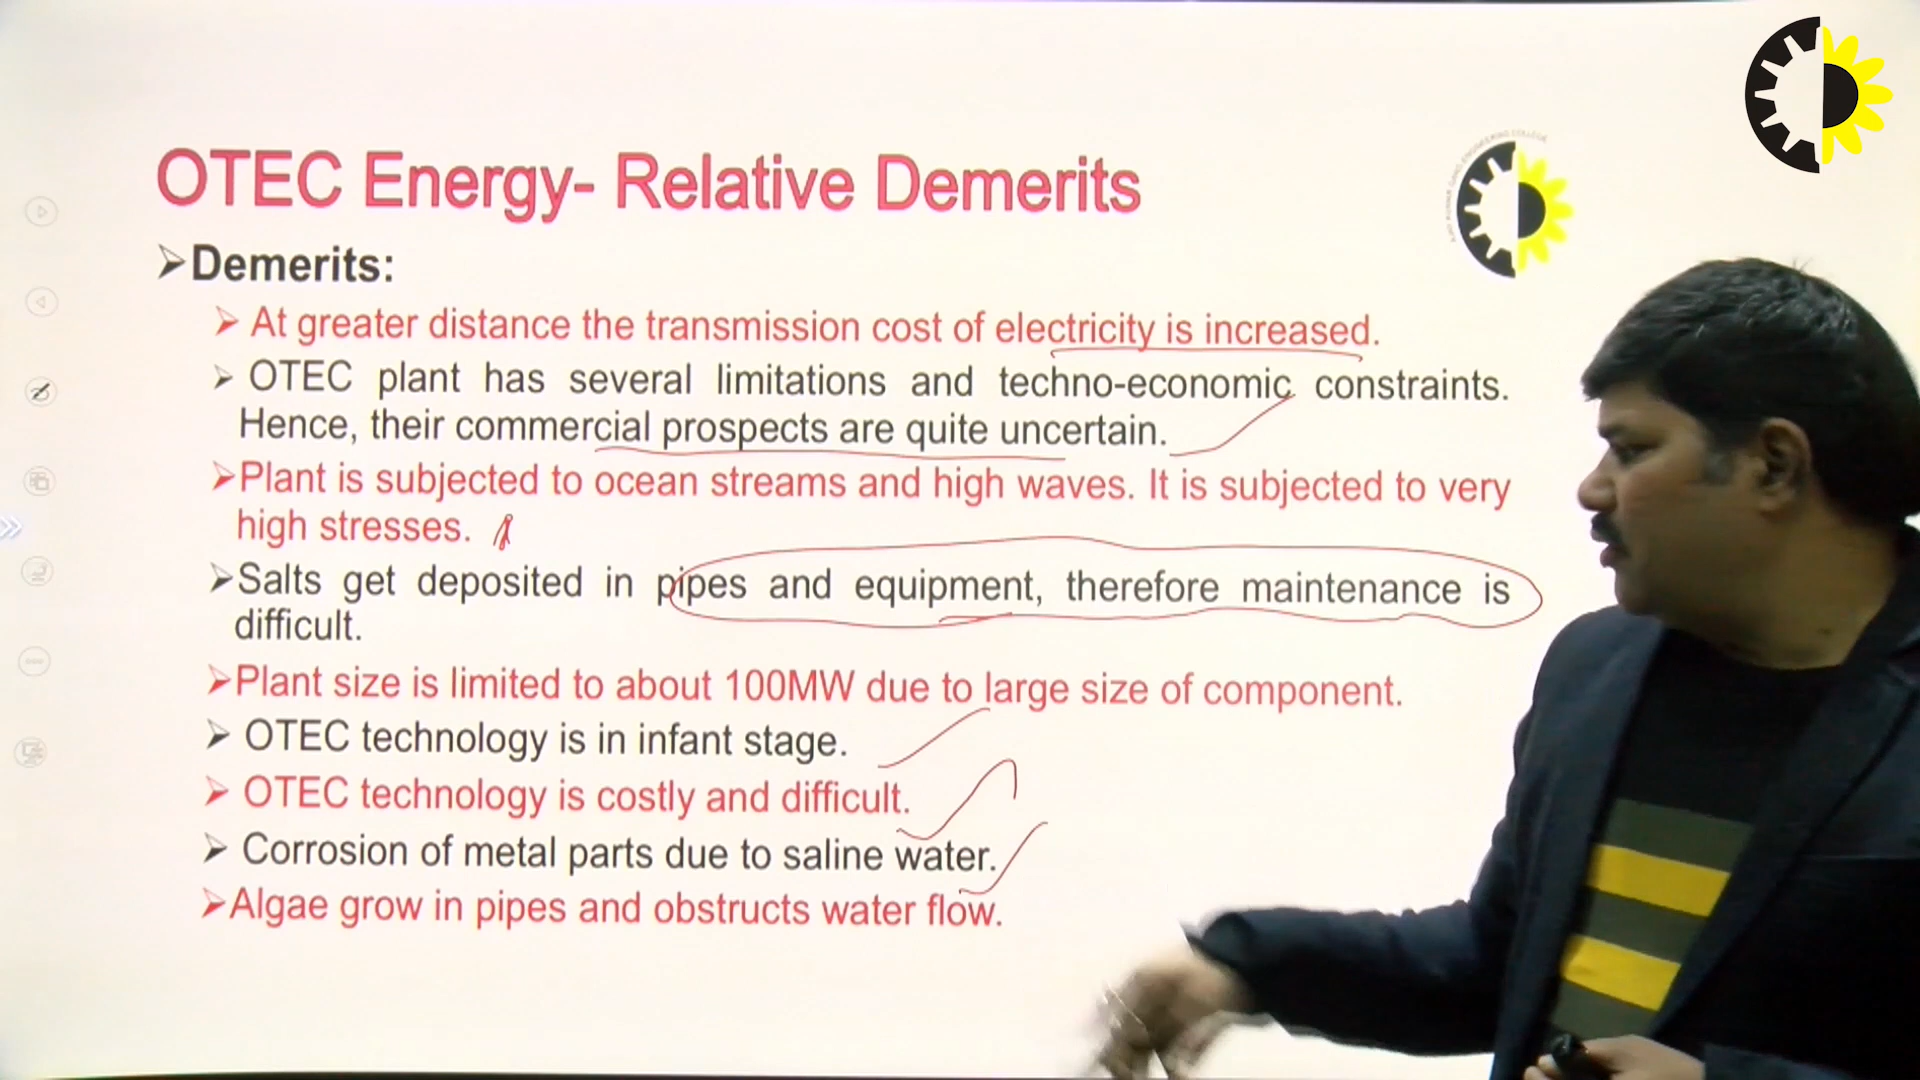 OTEC Energy- Relative Demerits
Demerits:
At greater distance the transmission cost of electricity is increased.
OTEC plant has several limitations and techno-economic constraints.
Hence, their commercial prospects are quite uncertain.
Plant is subjected to ocean streams and high waves. It is subjected to very
high stresses.
Salts get deposited in pipes and equipment, therefore maintenance is
difficult.
Plant size is limited to about 100MW due to large size of component.
OTEC technology is in infant stage.
OTEC technology is costly and difficult.
Corrosion of metal parts due to saline water.
Algae grow in pipes and obstructs water flow.